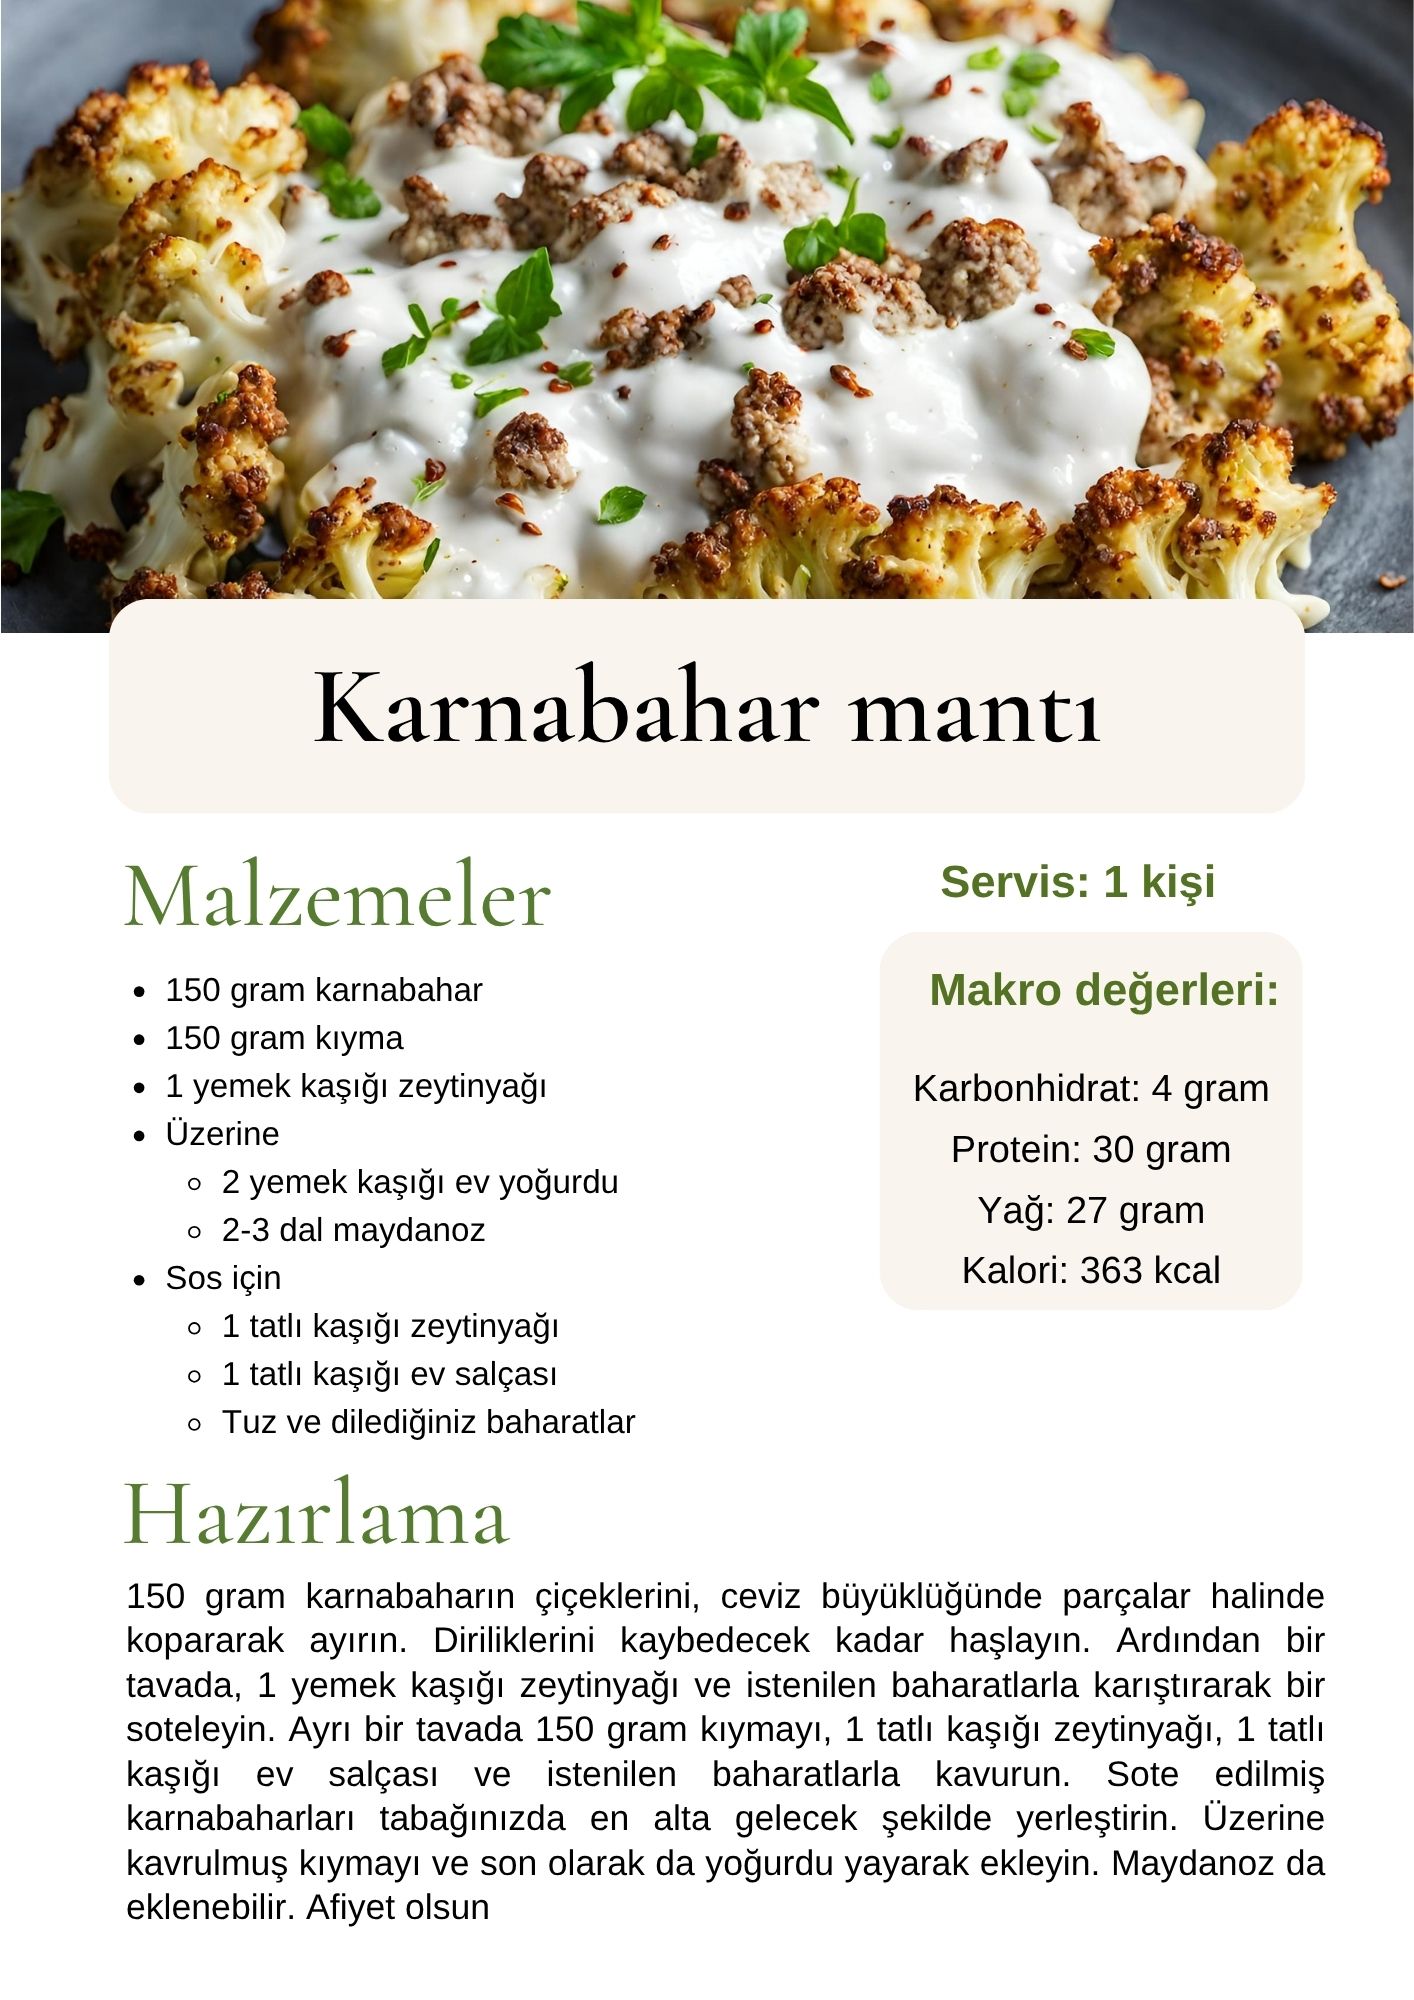 Karnabahar mantı
Malzemeler
150 gram karnabahar
150 gram kıyma
1 yemek kaşığı zeytinyağı
Üzerine
2 yemek kaşığı ev yoğurdu
2-3 dal maydanoz
Sos için
1 tatlı kaşığı zeytinyağı
1 tatlı kaşığı ev salçası
Tuz ve dilediğiniz baharatlar
Servis: 1 kişi
Makro değerleri:
Karbonhidrat: 4 gram
Protein: 30 gram
Yağ: 27 gram
Kalori: 363 kcal
Hazırlama
150 gram karnabaharın çiçeklerini, ceviz büyüklüğünde parçalar halinde
kopararak ayırın. Diriliklerini kaybedecek kadar haşlayın. Ardından bir
tavada, 1 yemek kaşığı zeytinyağı ve istenilen baharatlarla karıştırarak bir
soteleyin. Ayrı bir tavada 150 gram kıymayı, 1 tatlı kaşığı zeytinyağı, 1 tatlı
kaşığı ev salçası ve istenilen baharatlarla kavurun. Sote edilmiş
karnabaharları tabağınızda en alta gelecek şekilde yerleştirin. Üzerine
kavrulmuş kıymayı ve son olarak da yoğurdu yayarak ekleyin. Maydanoz da
eklenebilir. Afiyet olsun